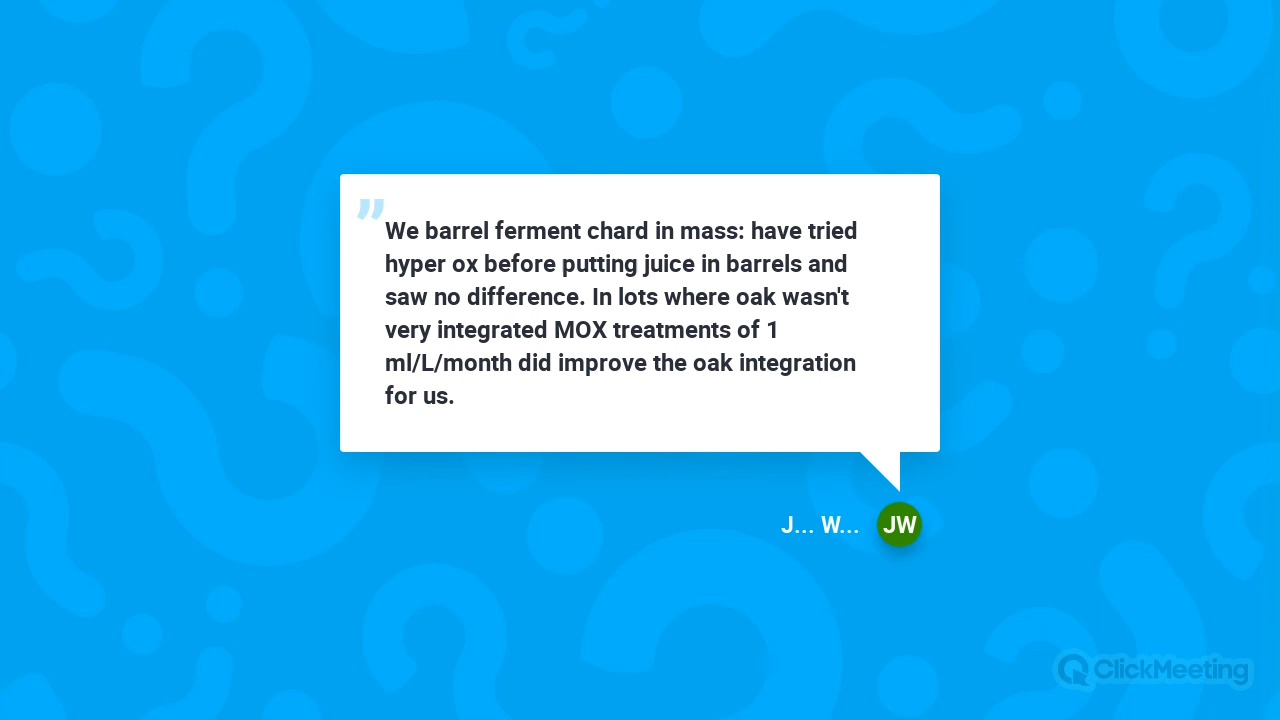 We barrel ferment chard in mass: have tried
hyper ox before putting juice in barrels and
saw no difference. In lots where oak wasn't
very integrated MOX treatments of 1
ml/L/month did improve the oak integration
for us.
J... W... JW
ClickMeeting